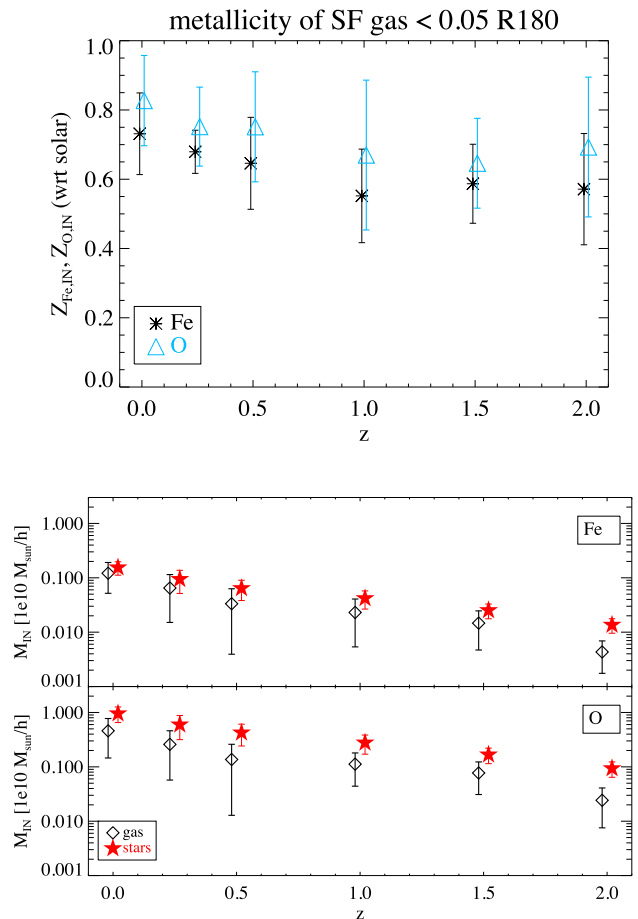 metallicity of SF gas < 0.05 R180
Z_Fe,IN, Z_O,IN (wrt solar)
1.0
0.8
0.6
0.4
0.2
0.0
Fe
O
0.0 0.5 1.0 1.5 2.0
z
M_IN [1e10 M_sun/h]
1.000
0.100
0.010
0.001
Fe
M_IN [1e10 M_sun/h]
1.000
0.100
0.010
0.001
O
gas
stars
0.0 0.5 1.0 1.5 2.0
z